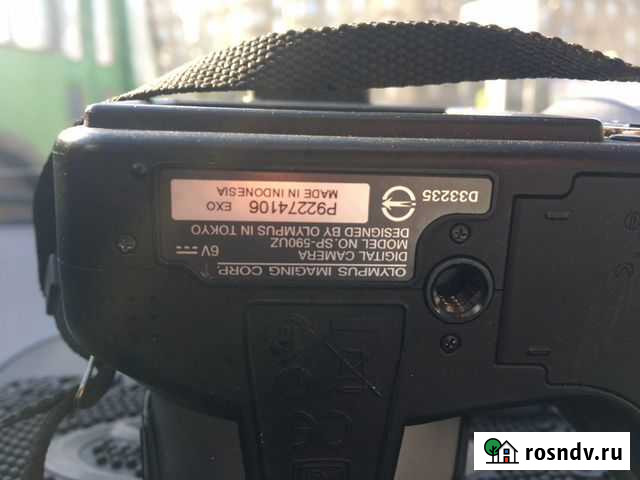 OLYMPUS IMAGING CORP.
DIGITAL CAMERA 6V
MODEL NO.SP-590UZ
DESIGNED BY OLYMPUS IN TOKYO
P92274106 EXO
MADE IN INDONESIA
D33235
CE
rosndv.ru